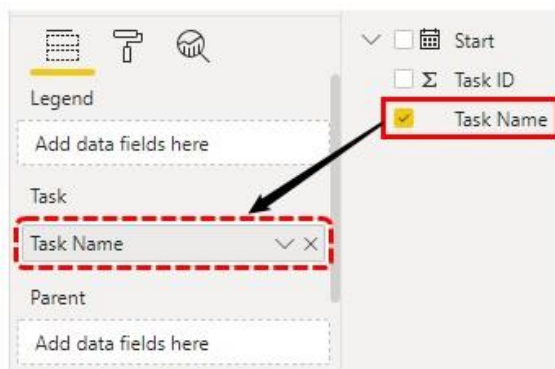 Legend
Add data fields here
Task
Task Name
Parent
Add data fields here
Start
Σ Task ID
Task Name